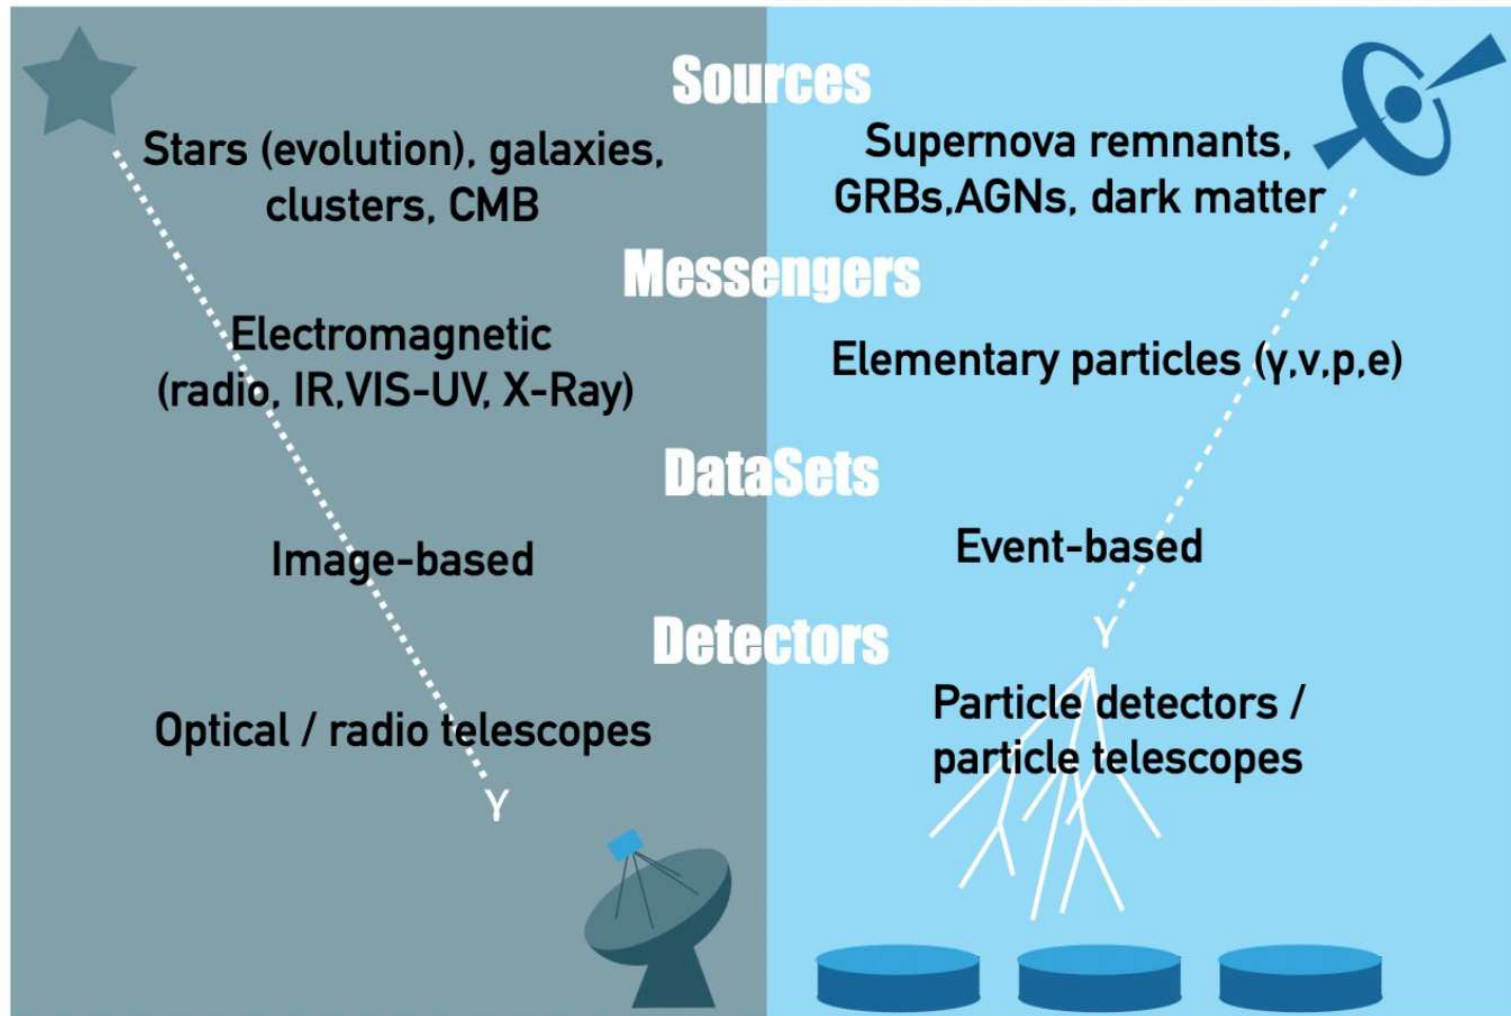 Sources
Stars (evolution), galaxies,
clusters, CMB
Supernova remnants,
GRBs,AGNs, dark matter
Messengers
Electromagnetic
(radio, IR,VIS-UV, X-Ray)
Elementary particles (γ,ν,p,e)
DataSets
Image-based
Event-based
Detectors
Optical / radio telescopes
γ
γ
Particle detectors /
particle telescopes